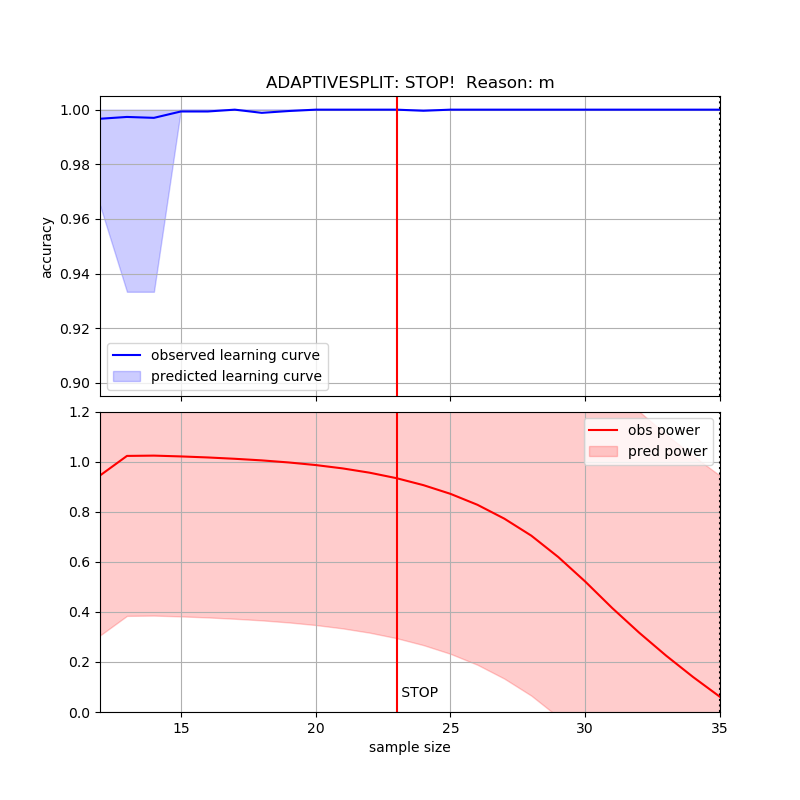 ADAPTIVESPLIT: STOP!  Reason: m
1.00
0.98
0.96
0.94
0.92
0.90
accuracy
observed learning curve
predicted learning curve
1.2
1.0
0.8
0.6
0.4
0.2
0.0
obs power
pred power
STOP
15
20
25
30
35
sample size